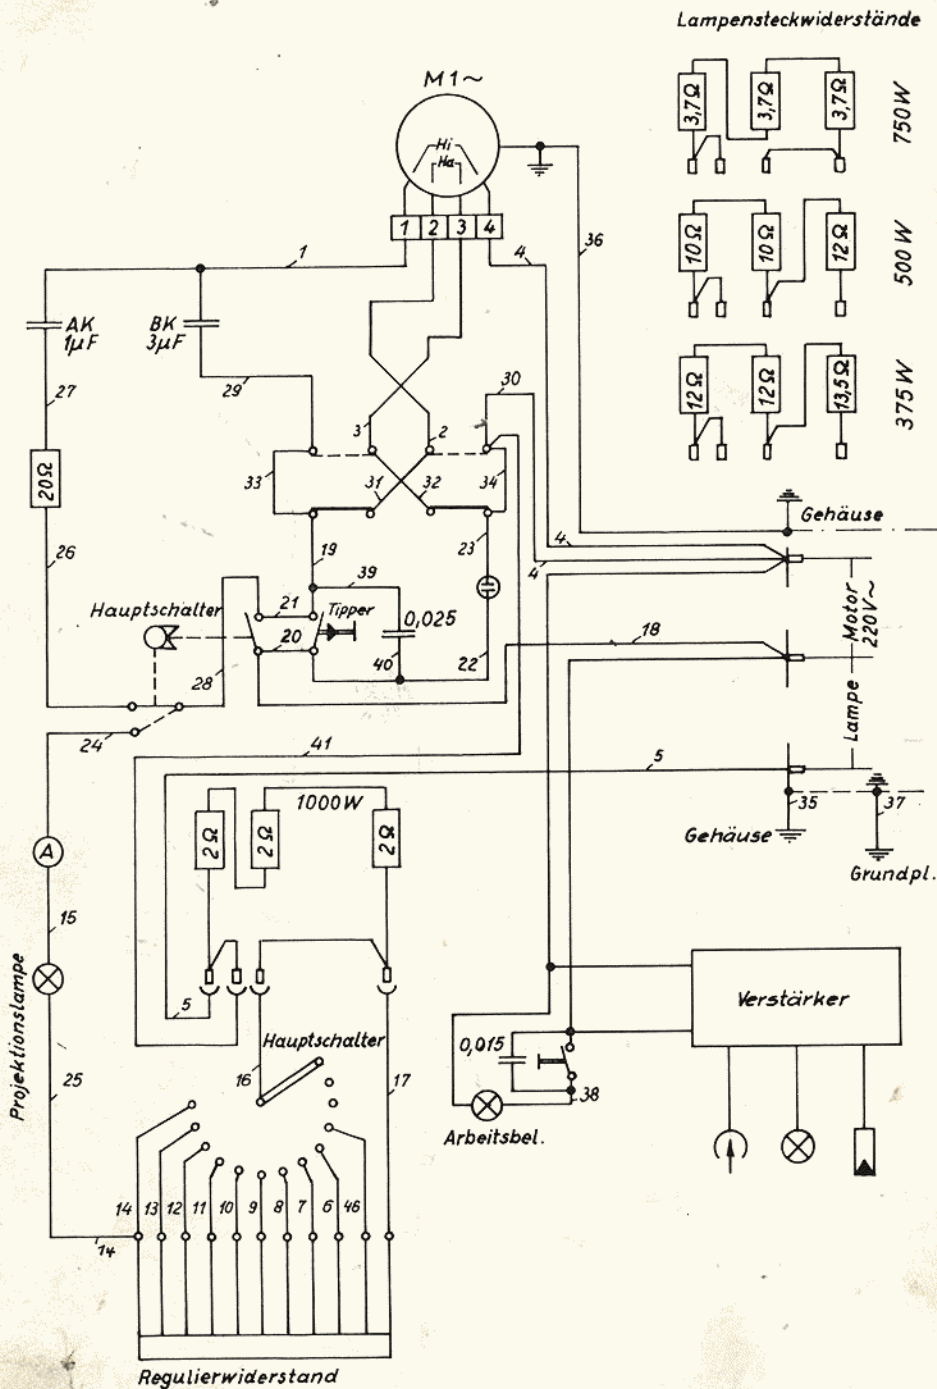 Lampensteckwiderstände
M1~
3,7Ω
3,7Ω
3,7Ω
750W
Hi
Ha
1 2 3 4
1
4
36
10Ω
10Ω
12Ω
500W
AK
1µF
BK
3µF
27
29
30
12Ω
12Ω
13,5Ω
375W
3
2
20Ω
33
31
32
34
Gehäuse
26
19
23
4
4
39
Hauptschalter
21
Tipper
0,025
20
40
22
18
Motor
220V~
28
24
41
5
Lampe
1000W
2Ω
2Ω
2Ω
35
37
Gehäuse
Grundpl.
A
15
Projektionslampe
5
Verstärker
Hauptschalter
0,015
16
17
25
38
Arbeitsbel.
14 13 12 11 10 9 8 7 6 46
14
Regulierwiderstand